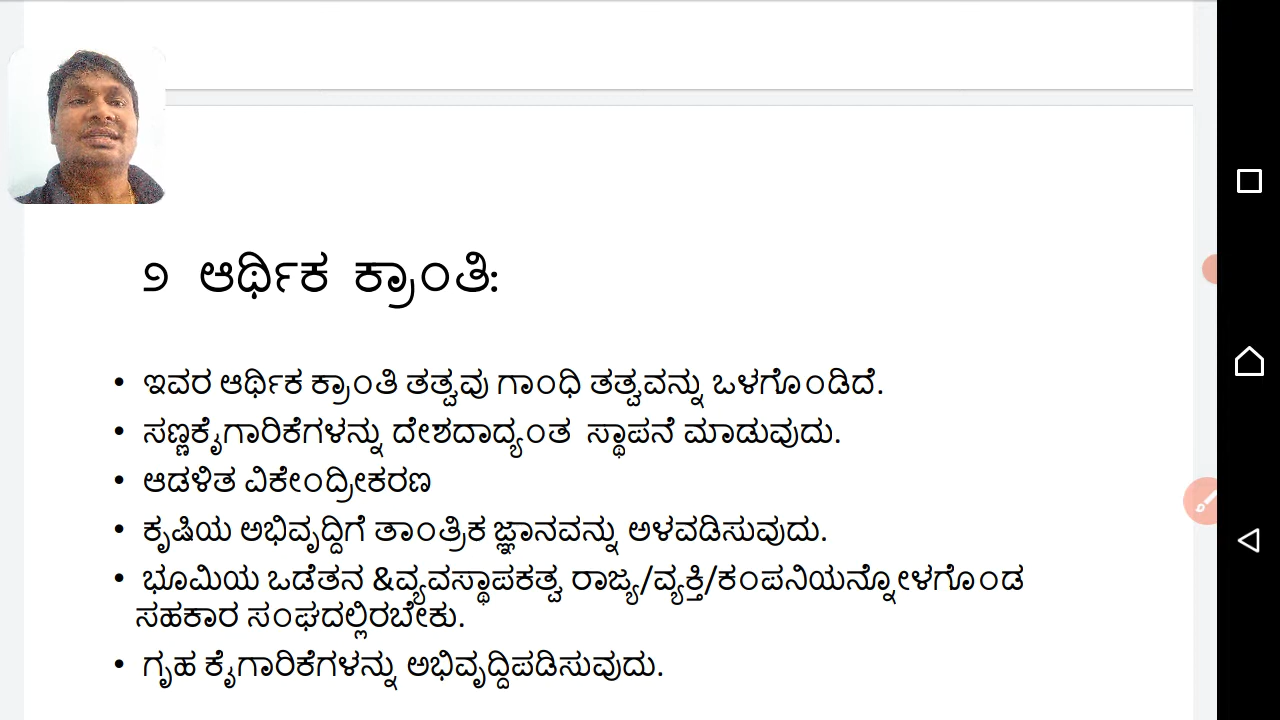 ೨ ಆರ್ಥಿಕ ಕ್ರಾಂತಿ:
• ಇವರ ಆರ್ಥಿಕ ಕ್ರಾಂತಿ ತತ್ವವು ಗಾಂಧಿ ತತ್ವವನ್ನು ಒಳಗೊಂಡಿದೆ.
• ಸಣ್ಣಕೈಗಾರಿಕೆಗಳನ್ನು ದೇಶದಾದ್ಯಂತ ಸ್ಥಾಪನೆ ಮಾಡುವುದು.
• ಆಡಳಿತ ವಿಕೇಂದ್ರೀಕರಣ
• ಕೃಷಿಯ ಅಭಿವೃದ್ದಿಗೆ ತಾಂತ್ರಿಕ ಜ್ಞಾನವನ್ನು ಅಳವಡಿಸುವುದು.
• ಭೂಮಿಯ ಒಡೆತನ &ವ್ಯವಸ್ಥಾಪಕತ್ವ ರಾಜ್ಯ/ವ್ಯಕ್ತಿ/ಕಂಪನಿಯನ್ನೋಳಗೊಂಡ
ಸಹಕಾರ ಸಂಘದಲ್ಲಿರಬೇಕು.
• ಗೃಹ ಕೈಗಾರಿಕೆಗಳನ್ನು ಅಭಿವೃದ್ದಿಪಡಿಸುವುದು.